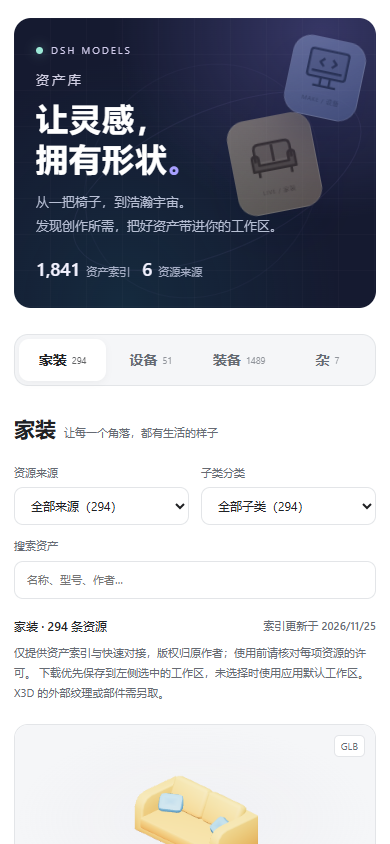 DSH MODELS
资产库
让灵感，
拥有形状。
从一把椅子，到浩瀚宇宙。
发现创作所需，把好资产带进你的工作区。
1,841 资产索引 6 资源来源
家装 294 设备 51 装备 1489 杂 7
家装 让每一个角落，都有生活的样子
资源来源 子类分类
全部来源（294） 全部子类（294）
搜索资产
名称、型号、作者...
家装 · 294 条资源 索引更新于 2026/11/25
仅提供资产索引与快速对接，版权归原作者；使用前请核对每项资源的许
可。 下载优先保存到左侧选中的工作区，未选择时使用应用默认工作区。
X3D 的外部纹理或部件需另取。
GLB